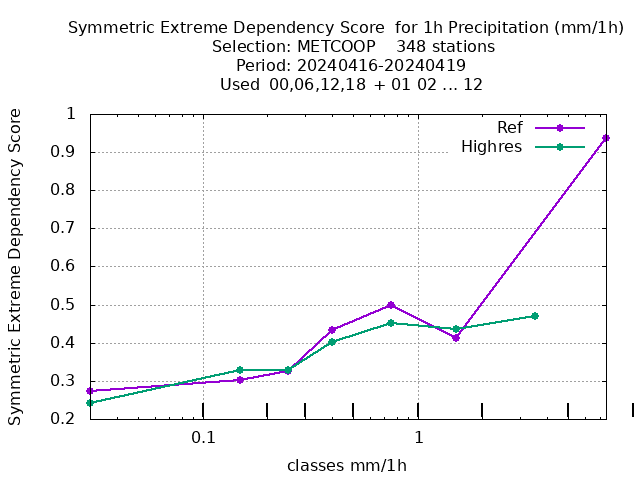 Symmetric Extreme Dependency Score for 1h Precipitation (mm/1h)
Selection: METCOOP 348 stations
Period: 20240416-20240419
Used 00,06,12,18 + 01 02 ... 12
Symmetric Extreme Dependency Score
1
0.9
0.8
0.7
0.6
0.5
0.4
0.3
0.2
Ref
Highres
0.1
1
classes mm/1h